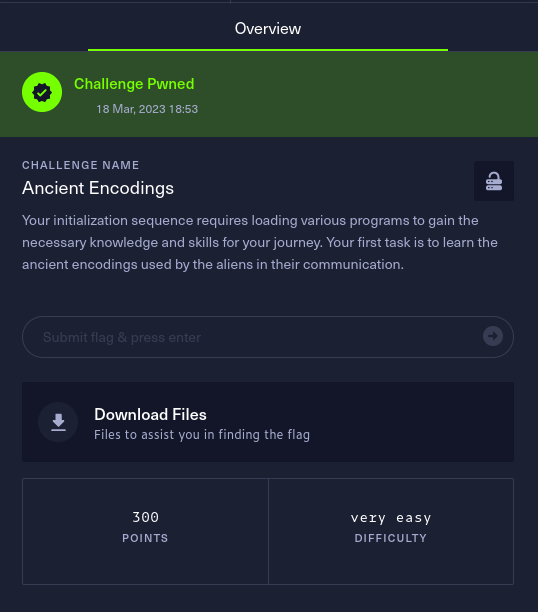 Overview
Challenge Pwned
18 Mar, 2023 18:53
CHALLENGE NAME
Ancient Encodings
Your initialization sequence requires loading various programs to gain the
necessary knowledge and skills for your journey. Your first task is to learn the
ancient encodings used by the aliens in their communication.
Submit flag & press enter
Download Files
Files to assist you in finding the flag
300
POINTS
very easy
DIFFICULTY